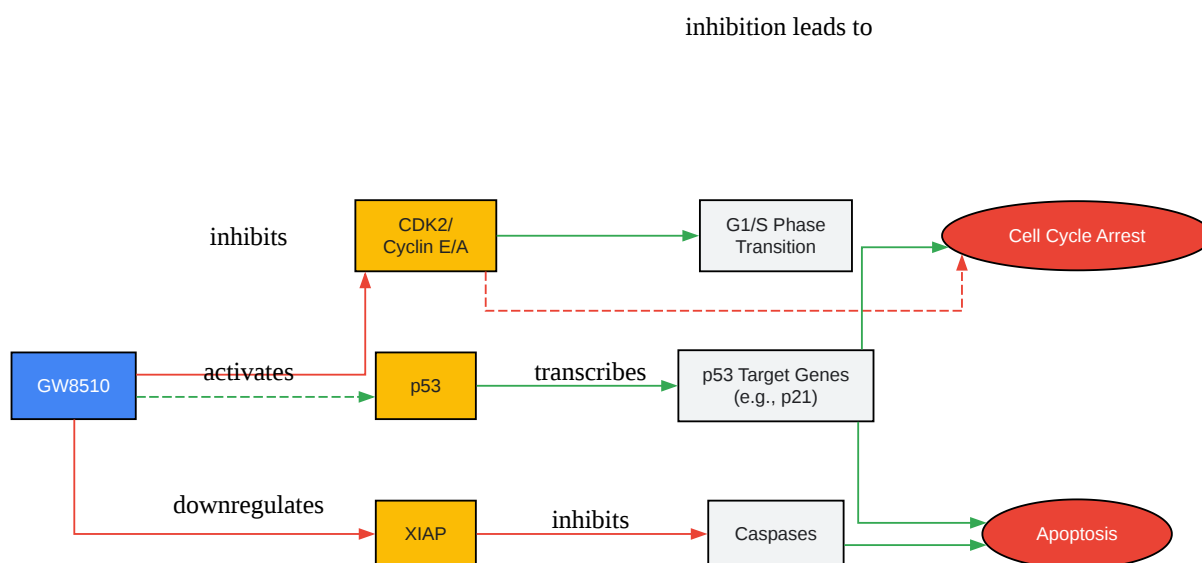 inhibition leads to
CDK2/
Cyclin E/A
G1/S Phase
Transition
Cell Cycle Arrest
inhibits
GW8510
activates
p53
transcribes
p53 Target Genes
(e.g., p21)
downregulates
XIAP
inhibits
Caspases
Apoptosis